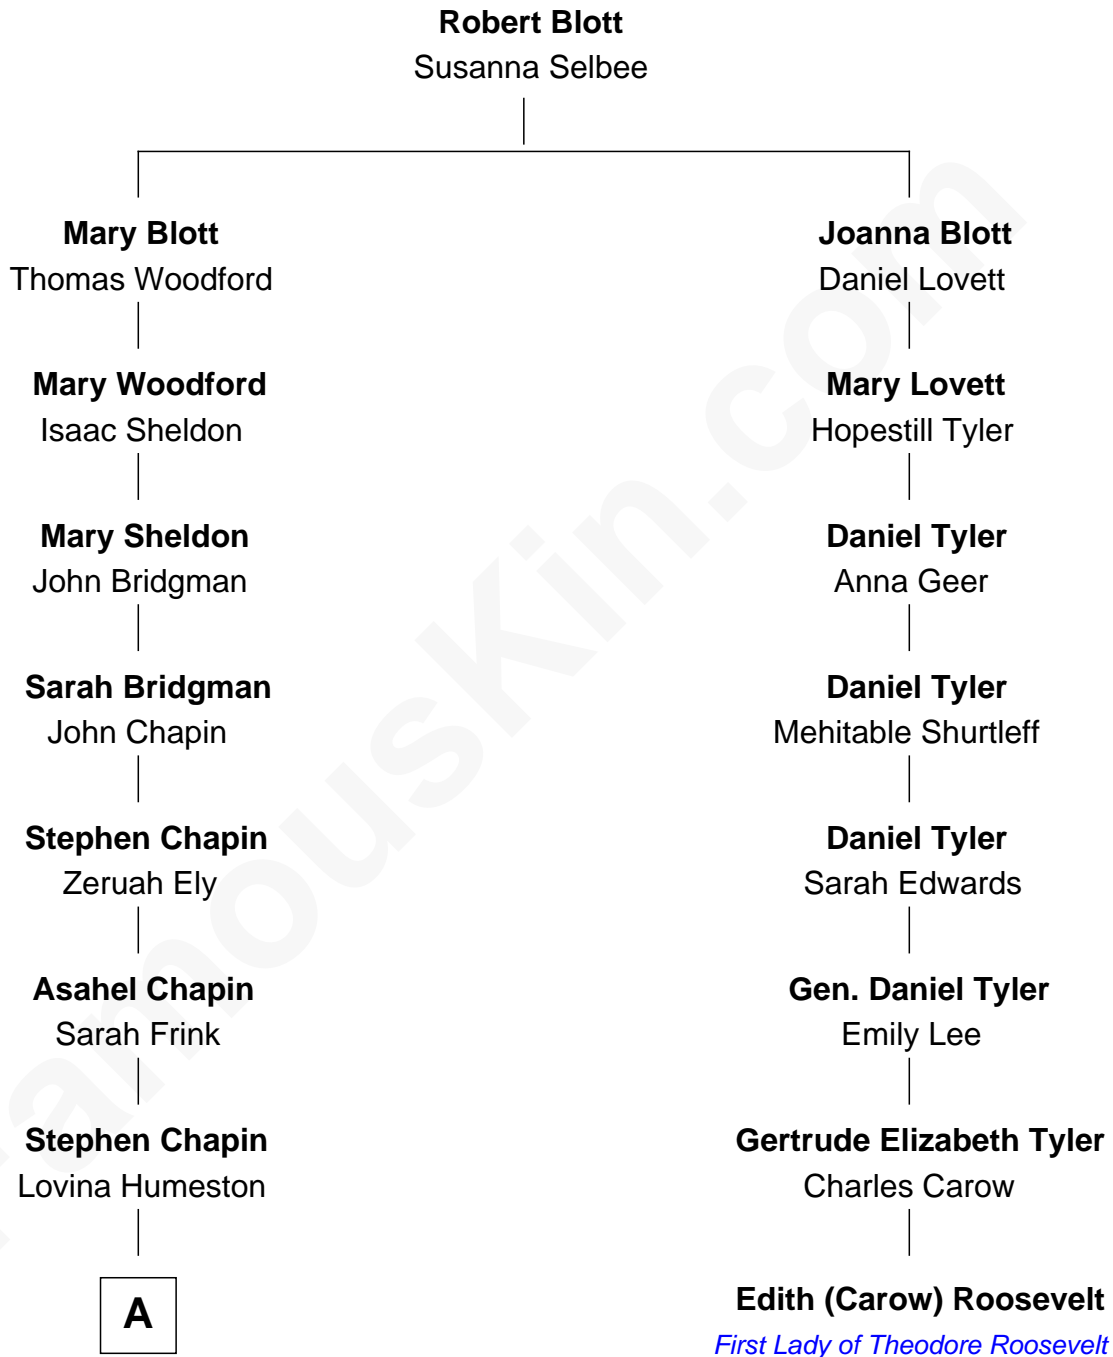 Robert Blott
Susanna Selbee
Mary Blott
Thomas Woodford
Joanna Blott
Daniel Lovett
Mary Woodford
Isaac Sheldon
Mary Lovett
Hopestill Tyler
Mary Sheldon
John Bridgman
Daniel Tyler
Anna Geer
Sarah Bridgman
John Chapin
Daniel Tyler
Mehitable Shurtleff
Stephen Chapin
Zeruah Ely
Daniel Tyler
Sarah Edwards
Asahel Chapin
Sarah Frink
Gen. Daniel Tyler
Emily Lee
Stephen Chapin
Lovina Humeston
Gertrude Elizabeth Tyler
Charles Carow
A
Edith (Carow) Roosevelt
First Lady of Theodore Roosevelt
FamousKin.com